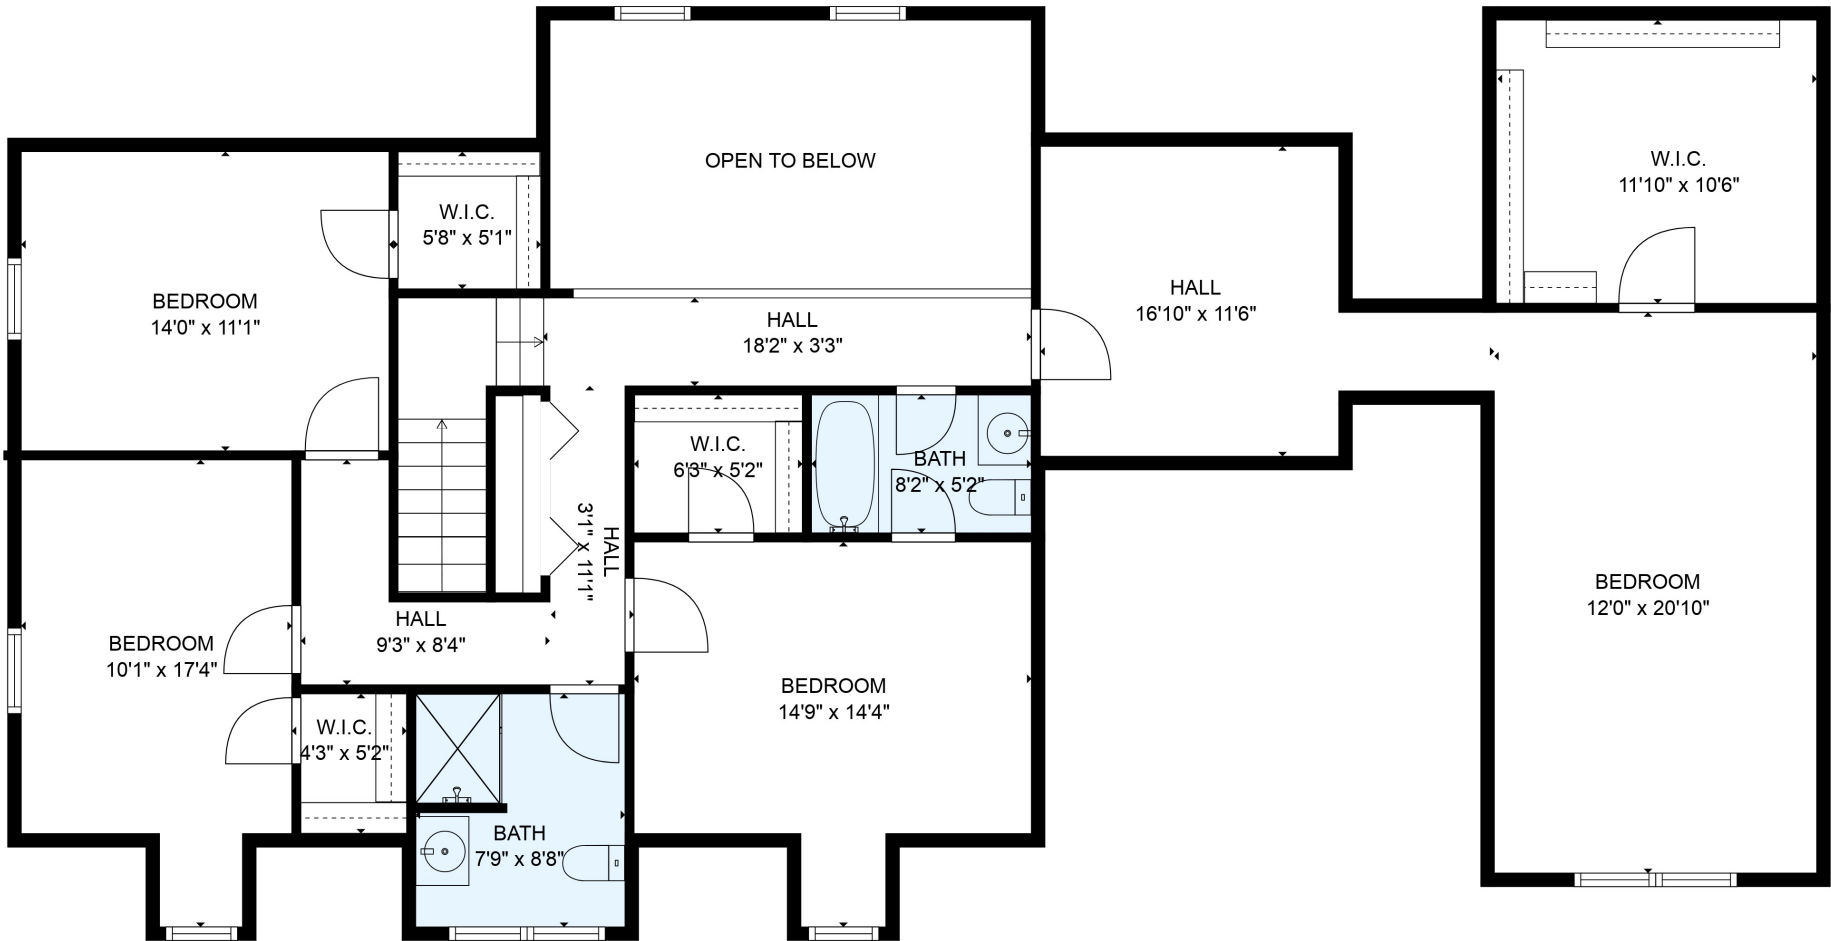 OPEN TO BELOW
W.I.C.
11'10" x 10'6"
W.I.C.
5'8" x 5'1"
BEDROOM
14'0" x 11'1"
HALL
18'2" x 3'3"
HALL
16'10" x 11'6"
W.I.C.
6'3" x 5'2"
BATH
8'2" x 5'2"
HALL
3'1" x 11'1"
BEDROOM
12'0" x 20'10"
HALL
9'3" x 8'4"
BEDROOM
10'1" x 17'4"
BEDROOM
14'9" x 14'4"
W.I.C.
4'3" x 5'2"
BATH
7'9" x 8'8"